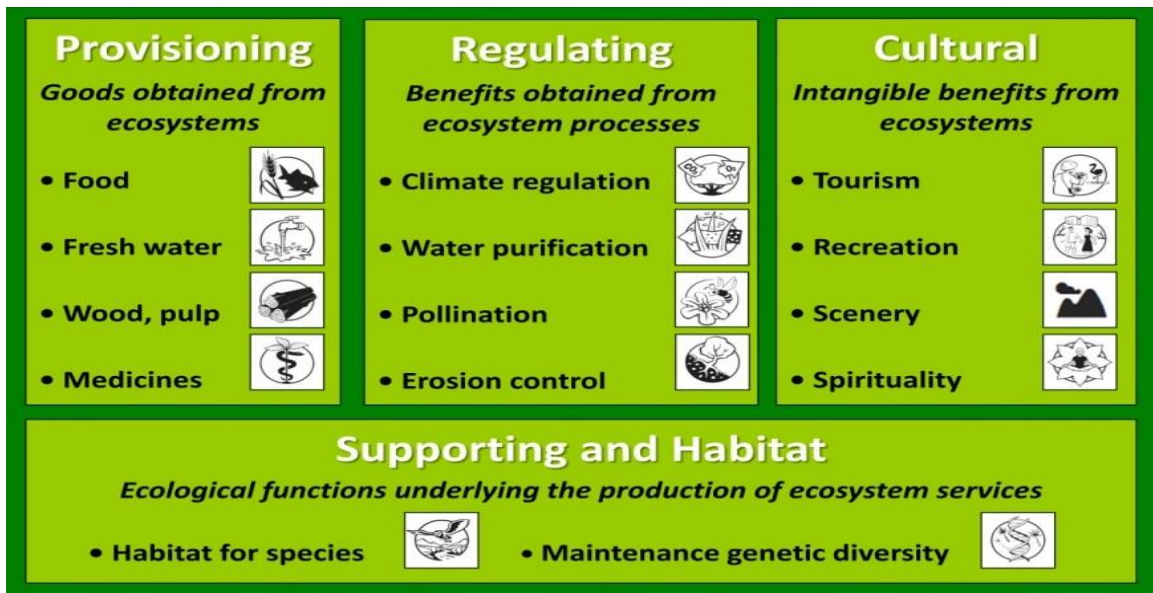 Provisioning
Goods obtained from
ecosystems
• Food
• Fresh water
• Wood, pulp
• Medicines
Regulating
Benefits obtained from
ecosystem processes
• Climate regulation
• Water purification
• Pollination
• Erosion control
Cultural
Intangible benefits from
ecosystems
• Tourism
• Recreation
• Scenery
• Spirituality
Supporting and Habitat
Ecological functions underlying the production of ecosystem services
• Habitat for species
• Maintenance genetic diversity